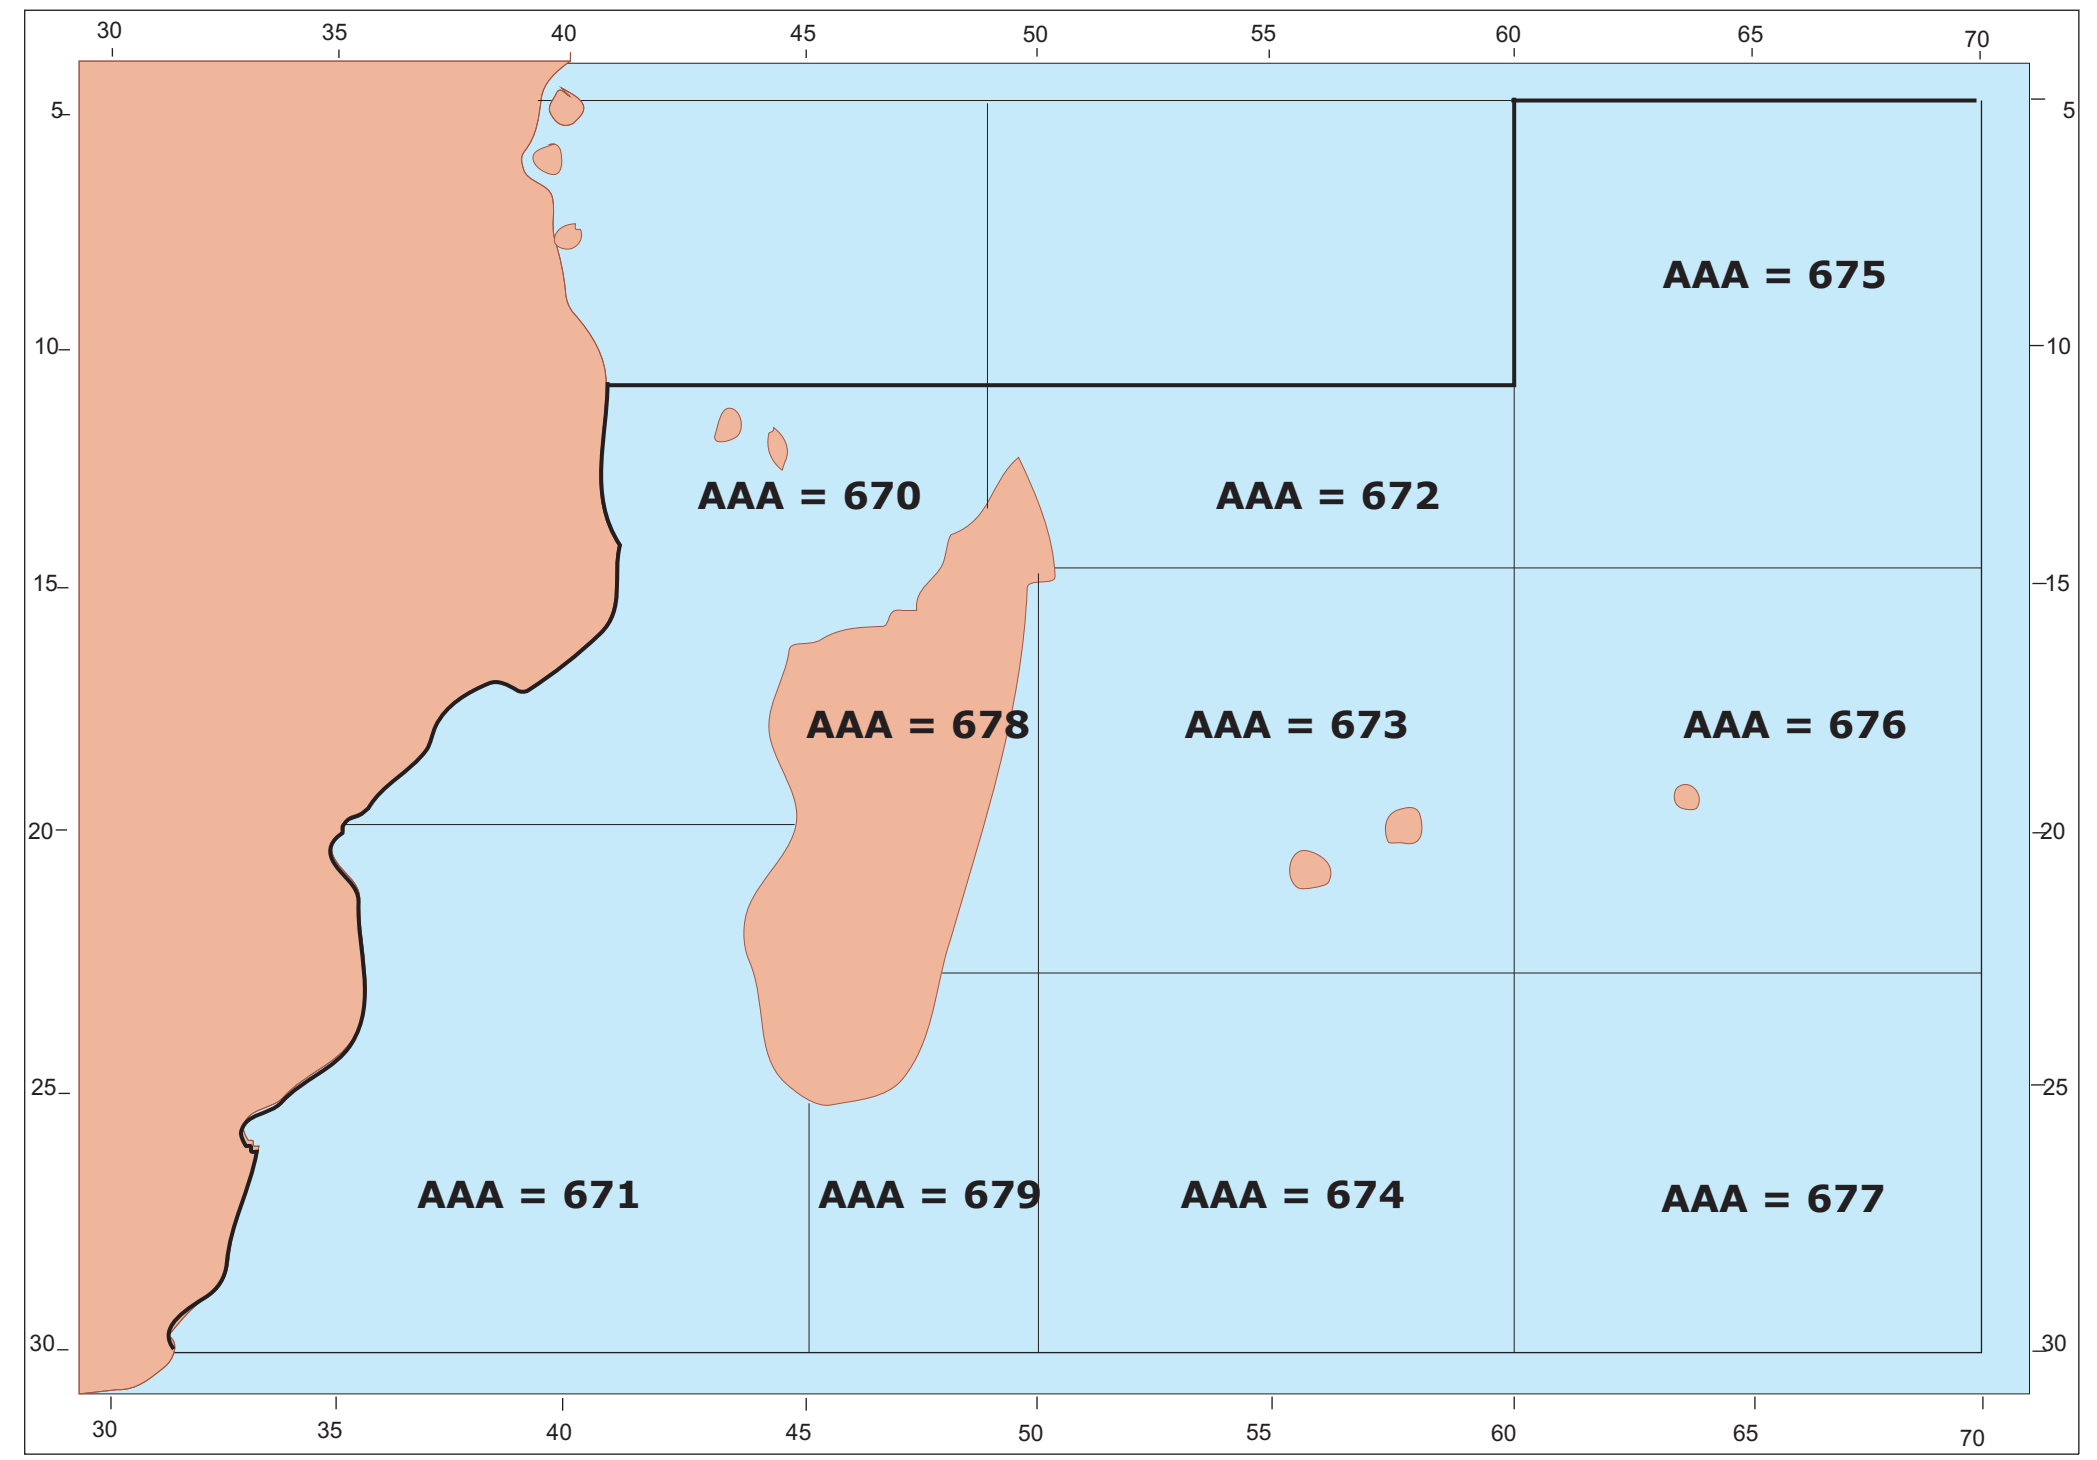 30 35 40 45 50 55 60 65 70
5 5
AAA = 675
10 10
AAA = 670 AAA = 672
15 15
AAA = 678 AAA = 673 AAA = 676
20 20
25 25
AAA = 671 AAA = 679 AAA = 674 AAA = 677
30 30
30 35 40 45 50 55 60 65 70